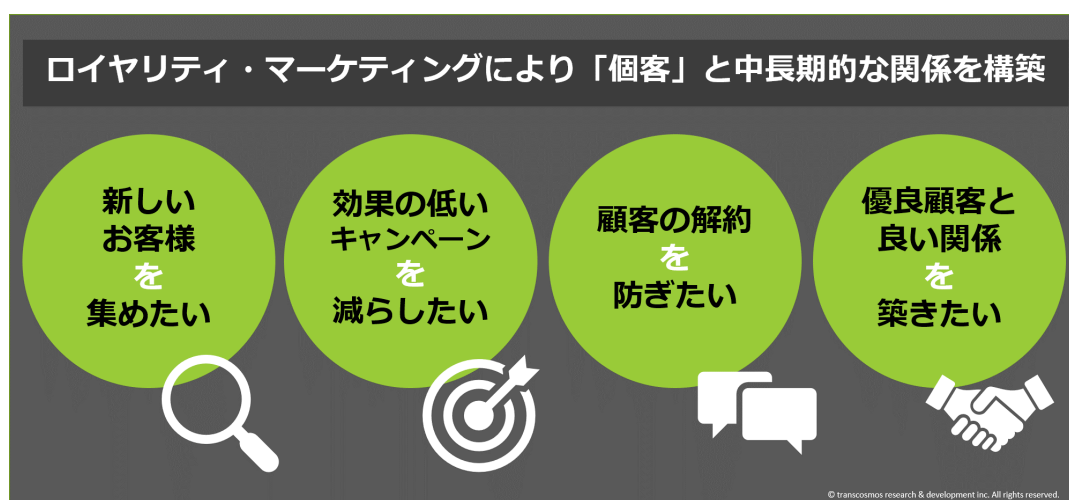 ロイヤリティ・マーケティングにより「個客」と中長期的な関係を構築
新しい
お客様
を
集めたい
効果の低い
キャンペーン
を
減らしたい
顧客の解約
を
防ぎたい
優良顧客と
良い関係
を
築きたい
© transcosmos research & development inc. All rights reserved.